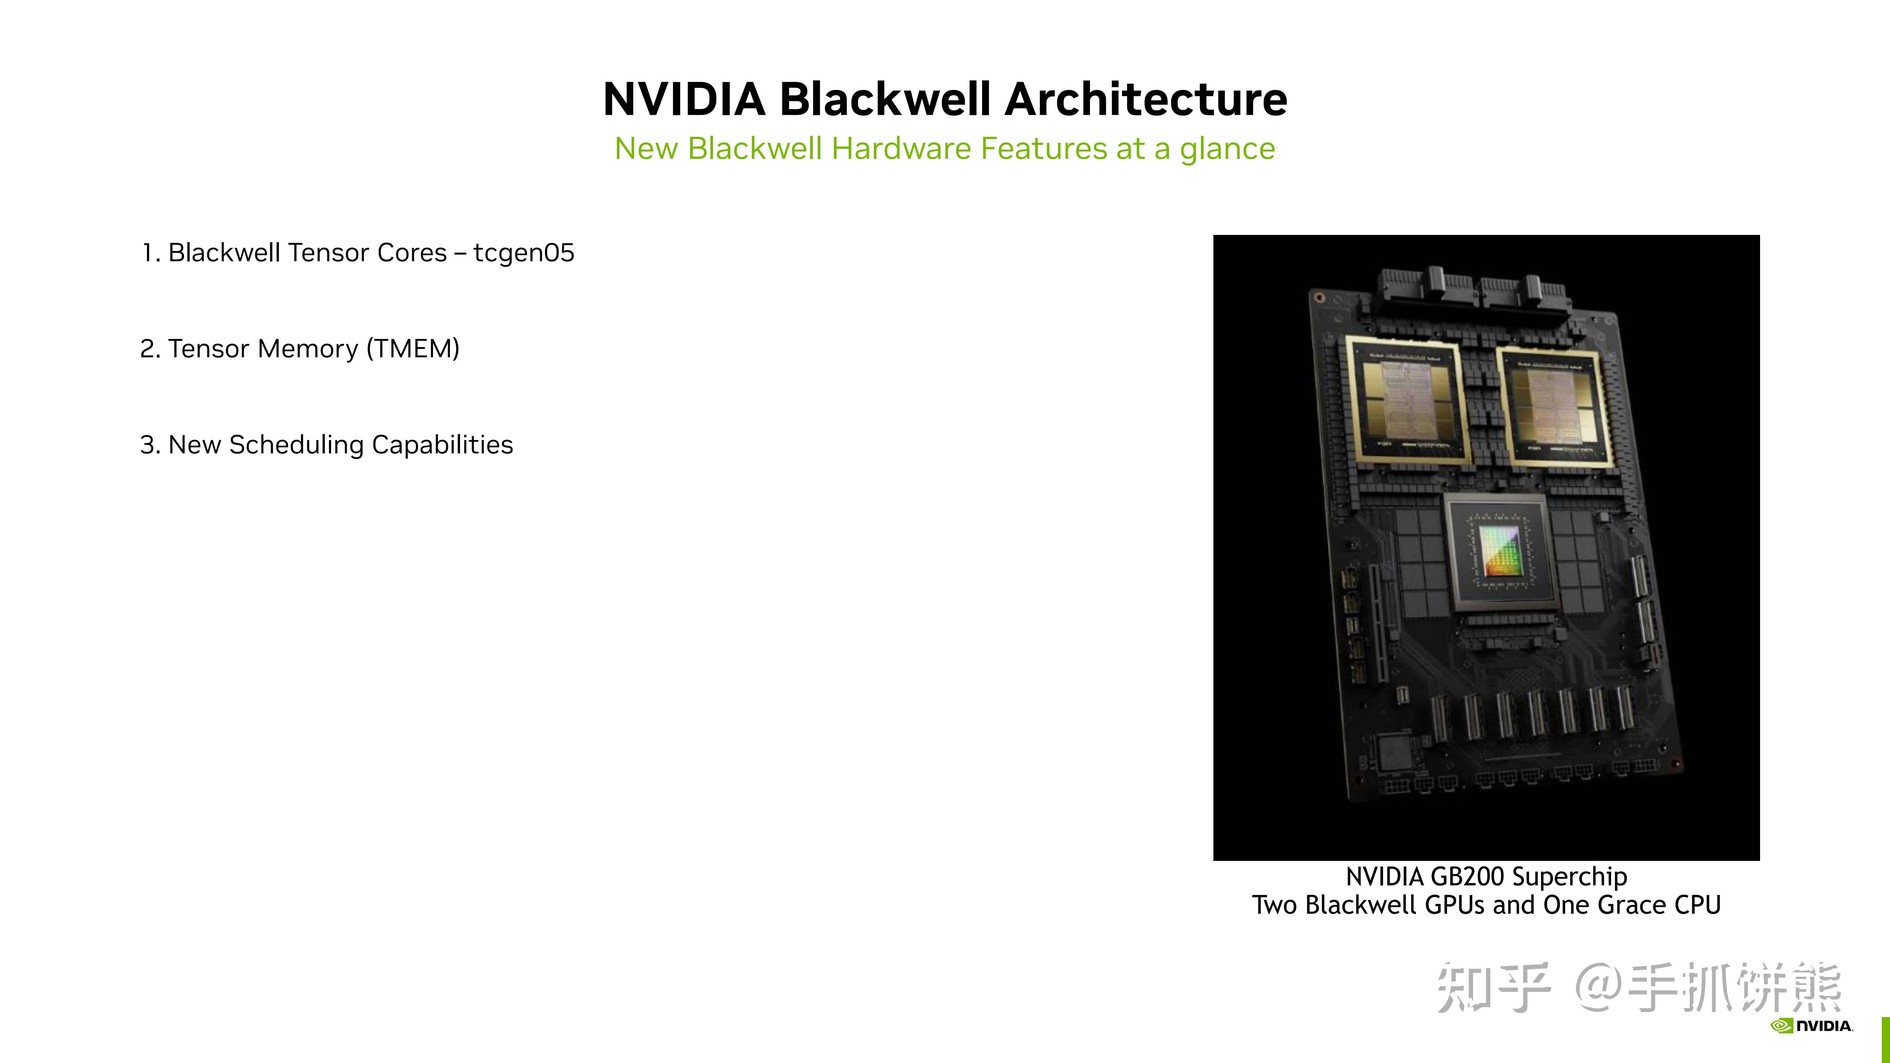 NVIDIA Blackwell Architecture
New Blackwell Hardware Features at a glance
1. Blackwell Tensor Cores – tcgen05
2. Tensor Memory (TMEM)
3. New Scheduling Capabilities
NVIDIA GB200 Superchip
Two Blackwell GPUs and One Grace CPU
知乎 @手抓饼熊
NVIDIA.